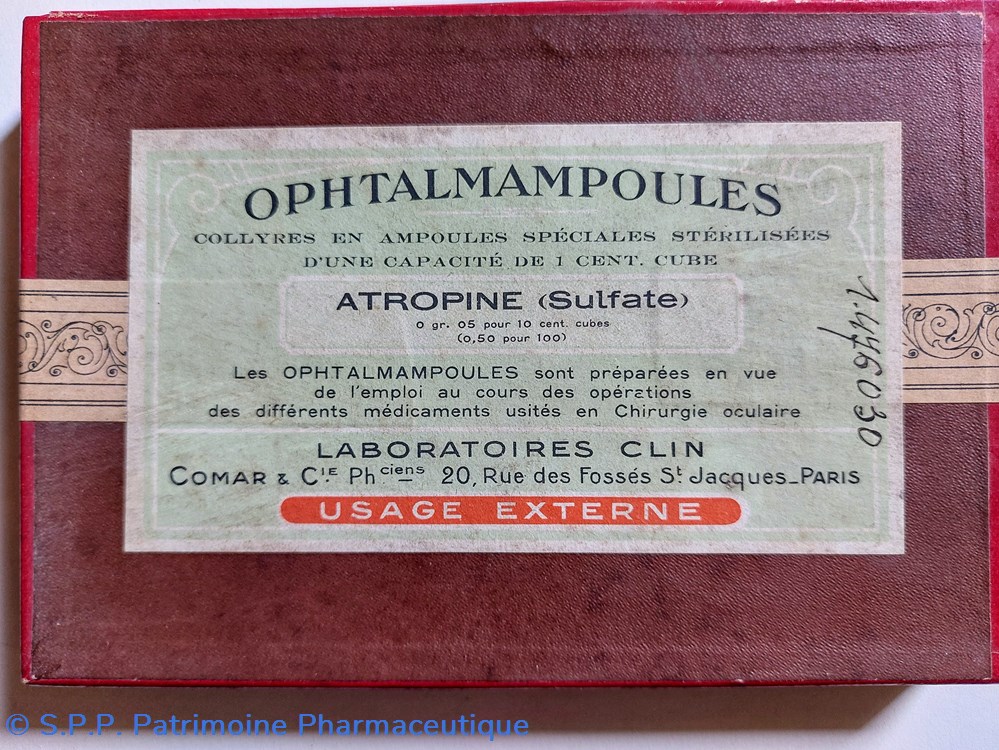 OPHTALMAMPOULES
COLLYRES EN AMPOULES SPÉCIALES STÉRILISÉES
D'UNE CAPACITÉ DE 1 CENT. CUBE
ATROPINE (Sulfate)
0 gr. 05 pour 10 cent. cubes
(0,50 pour 100)
Les OPHTALMAMPOULES sont préparées en vue
de l'emploi au cours des opérations
des différents médicaments usités en Chirurgie oculaire
LABORATOIRES CLIN
COMAR & CIE. Phciens 20, Rue des Fossés St Jacques_PARIS
USAGE EXTERNE
1.446030
© S.P.P. Patrimoine Pharmaceutique